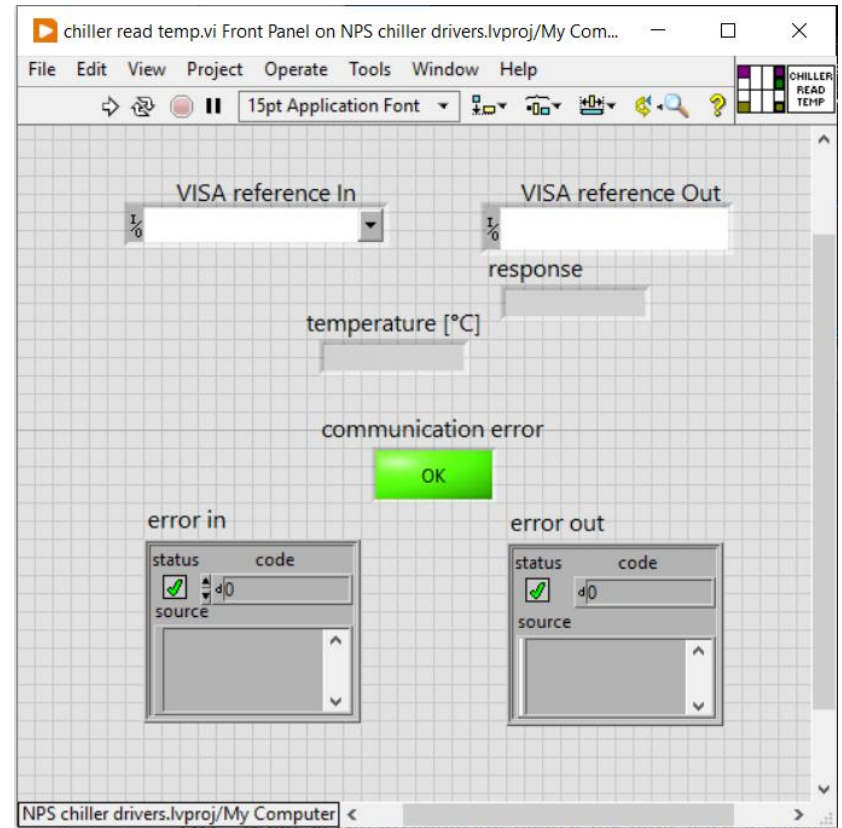 chiller read temp.vi Front Panel on NPS chiller drivers.lvproj/My Com...
File Edit View Project Operate Tools Window Help
15pt Application Font
CHILLER
READ
TEMP
VISA reference In
VISA reference Out
I/0
I/0
response
temperature [°C]
communication error
OK
error in
error out
status code
d 0
source
status code
d 0
source
NPS chiller drivers.lvproj/My Computer